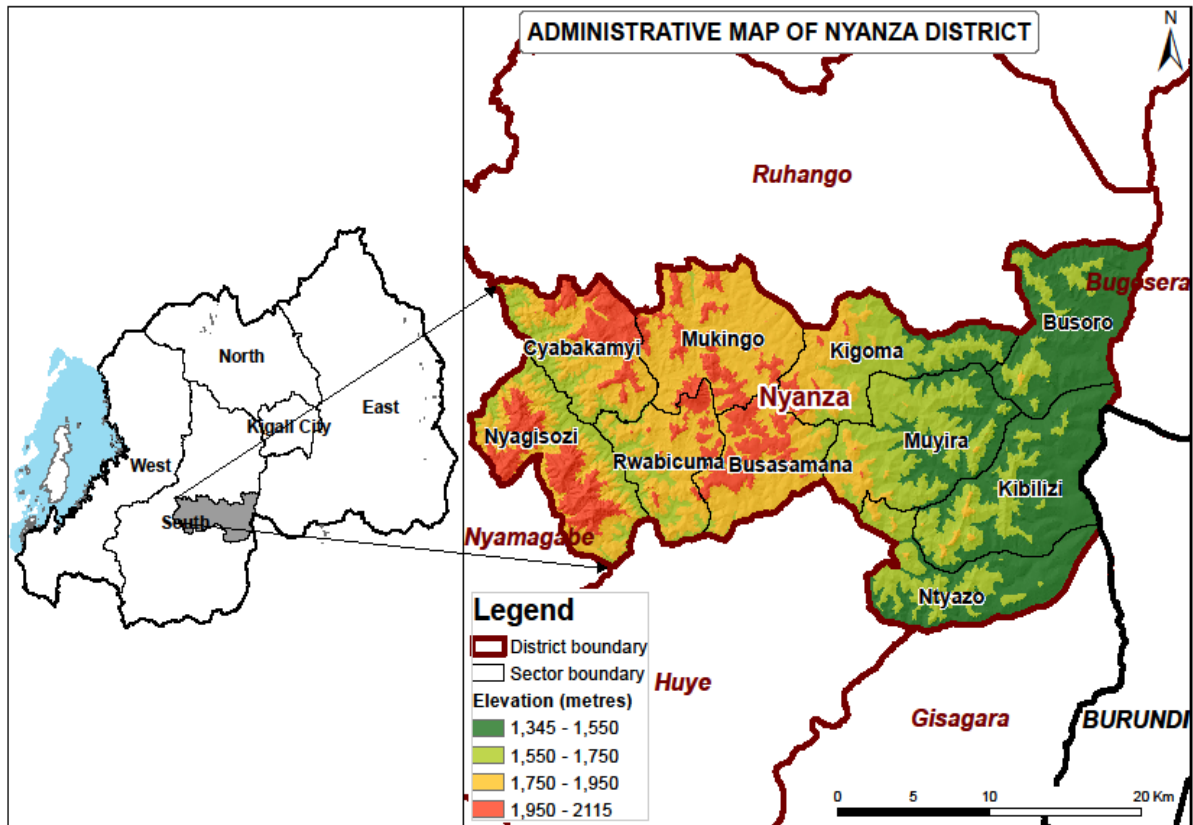 ADMINISTRATIVE MAP OF NYANZA DISTRICT
N
Ruhango
Bugesera
Busoro
Cyabakamyi
Mukingo
Kigoma
Nyanza
Nyagisozi
Rwabicuma
Busasamana
Muyira
Kibilizi
Nyamagabe
Ntyazo
Huye
Gisagara
BURUNDI
North
East
Kigali City
West
South
Legend
District boundary
Sector boundary
Elevation (metres)
1,345 - 1,550
1,550 - 1,750
1,750 - 1,950
1,950 - 2115
0 5 10 20 Km